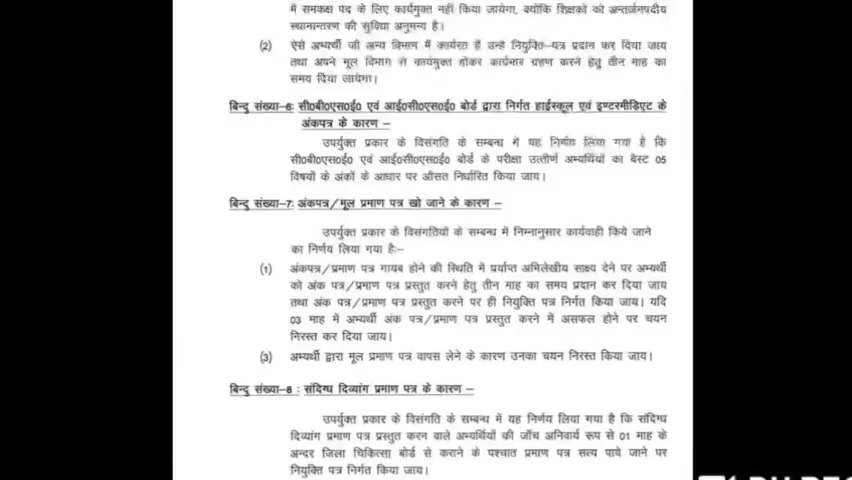 में समकक्ष पद के लिए कार्यमुक्त नहीं किया जायेगा, क्योंकि शिक्षकों को अन्तर्जनपदीय
स्थानान्तरण की सुविधा अनुमन्य है।
(2) ऐसे अभ्यर्थी जो अन्य विभाग में कार्यरत हैं उन्हें नियुक्ति-पत्र प्रदान कर दिया जाय
तथा अपने मूल विभाग से कार्यमुक्त होकर कार्यभार ग्रहण करने हेतु तीन माह का
समय दिया जायेगा।
बिन्दु संख्या-6: सी0बी0एस0ई0 एवं आई0सी0एस0ई0 बोर्ड द्वारा निर्गत हाईस्कूल एवं इण्टरमीडिएट के
अंकपत्र के कारण –
उपर्युक्त प्रकार के विसंगति के सम्बन्ध में यह निर्णय लिया गया है कि
सी0बी0एस0ई0 एवं आई0सी0एस0ई0 बोर्ड के परीक्षा उत्तीर्ण अभ्यर्थियों का बेस्ट 05
विषयों के अंकों के आधार पर औसत निर्धारित किया जाय।
बिन्दु संख्या-7: अंकपत्र/मूल प्रमाण पत्र खो जाने के कारण –
उपर्युक्त प्रकार के विसंगतियों के सम्बन्ध में निम्नानुसार कार्यवाही किये जाने
का निर्णय लिया गया है:-
(1) अंकपत्र/प्रमाण पत्र गायब होने की स्थिति में प्रर्याप्त अभिलेखीय साक्ष्य देने पर अभ्यर्थी
को अंक पत्र/प्रमाण पत्र प्रस्तुत करने हेतु तीन माह का समय प्रदान कर दिया जाय
तथा अंक पत्र/प्रमाण पत्र प्रस्तुत करने पर ही नियुक्ति पत्र निर्गत किया जाय। यदि
03 माह में अभ्यर्थी अंक पत्र/प्रमाण पत्र प्रस्तुत करने में असफल होने पर चयन
निरस्त कर दिया जाय।
(3) अभ्यर्थी द्वारा मूल प्रमाण पत्र वापस लेने के कारण उनका चयन निरस्त किया जाय।
बिन्दु संख्या-8 : संदिग्ध दिव्यांग प्रमाण पत्र के कारण –
उपर्युक्त प्रकार के विसंगति के सम्बन्ध में यह निर्णय लिया गया है कि संदिग्ध
दिव्यांग प्रमाण पत्र प्रस्तुत करन वाले अभ्यर्थियों की जाँच अनिवार्य रूप से 01 माह के
अन्दर जिला चिकित्सा बोर्ड से कराने के पश्चात प्रमाण पत्र सत्य पाये जाने पर
नियुक्ति पत्र निर्गत किया जाय।